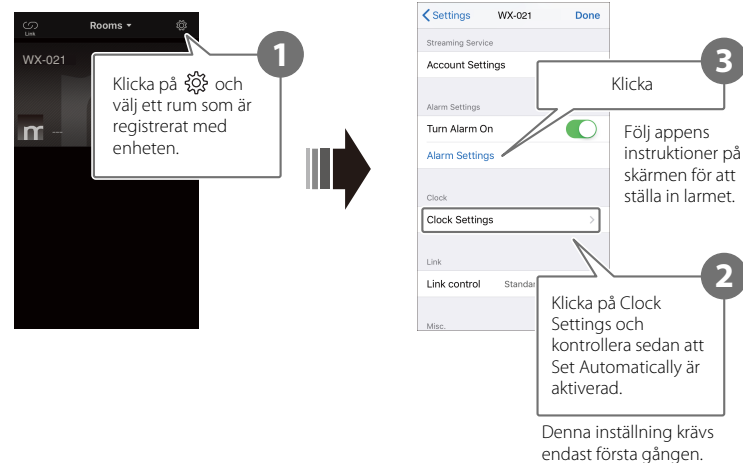 Link
Rooms
WX-021
m ---
1
Klicka på och
välj ett rum som är
registrerat med
enheten.
Settings WX-021 Done
Streaming Service
Account Settings
Alarm Settings
Turn Alarm On
Alarm Settings
Clock
Clock Settings
Link
Link control
Misc.
3
Klicka
Följ appens
instruktioner på
skärmen för att
ställa in larmet.
2
Klicka på Clock
Settings och
kontrollera sedan att
Set Automatically är
aktiverad.
Denna inställning krävs
endast första gången.